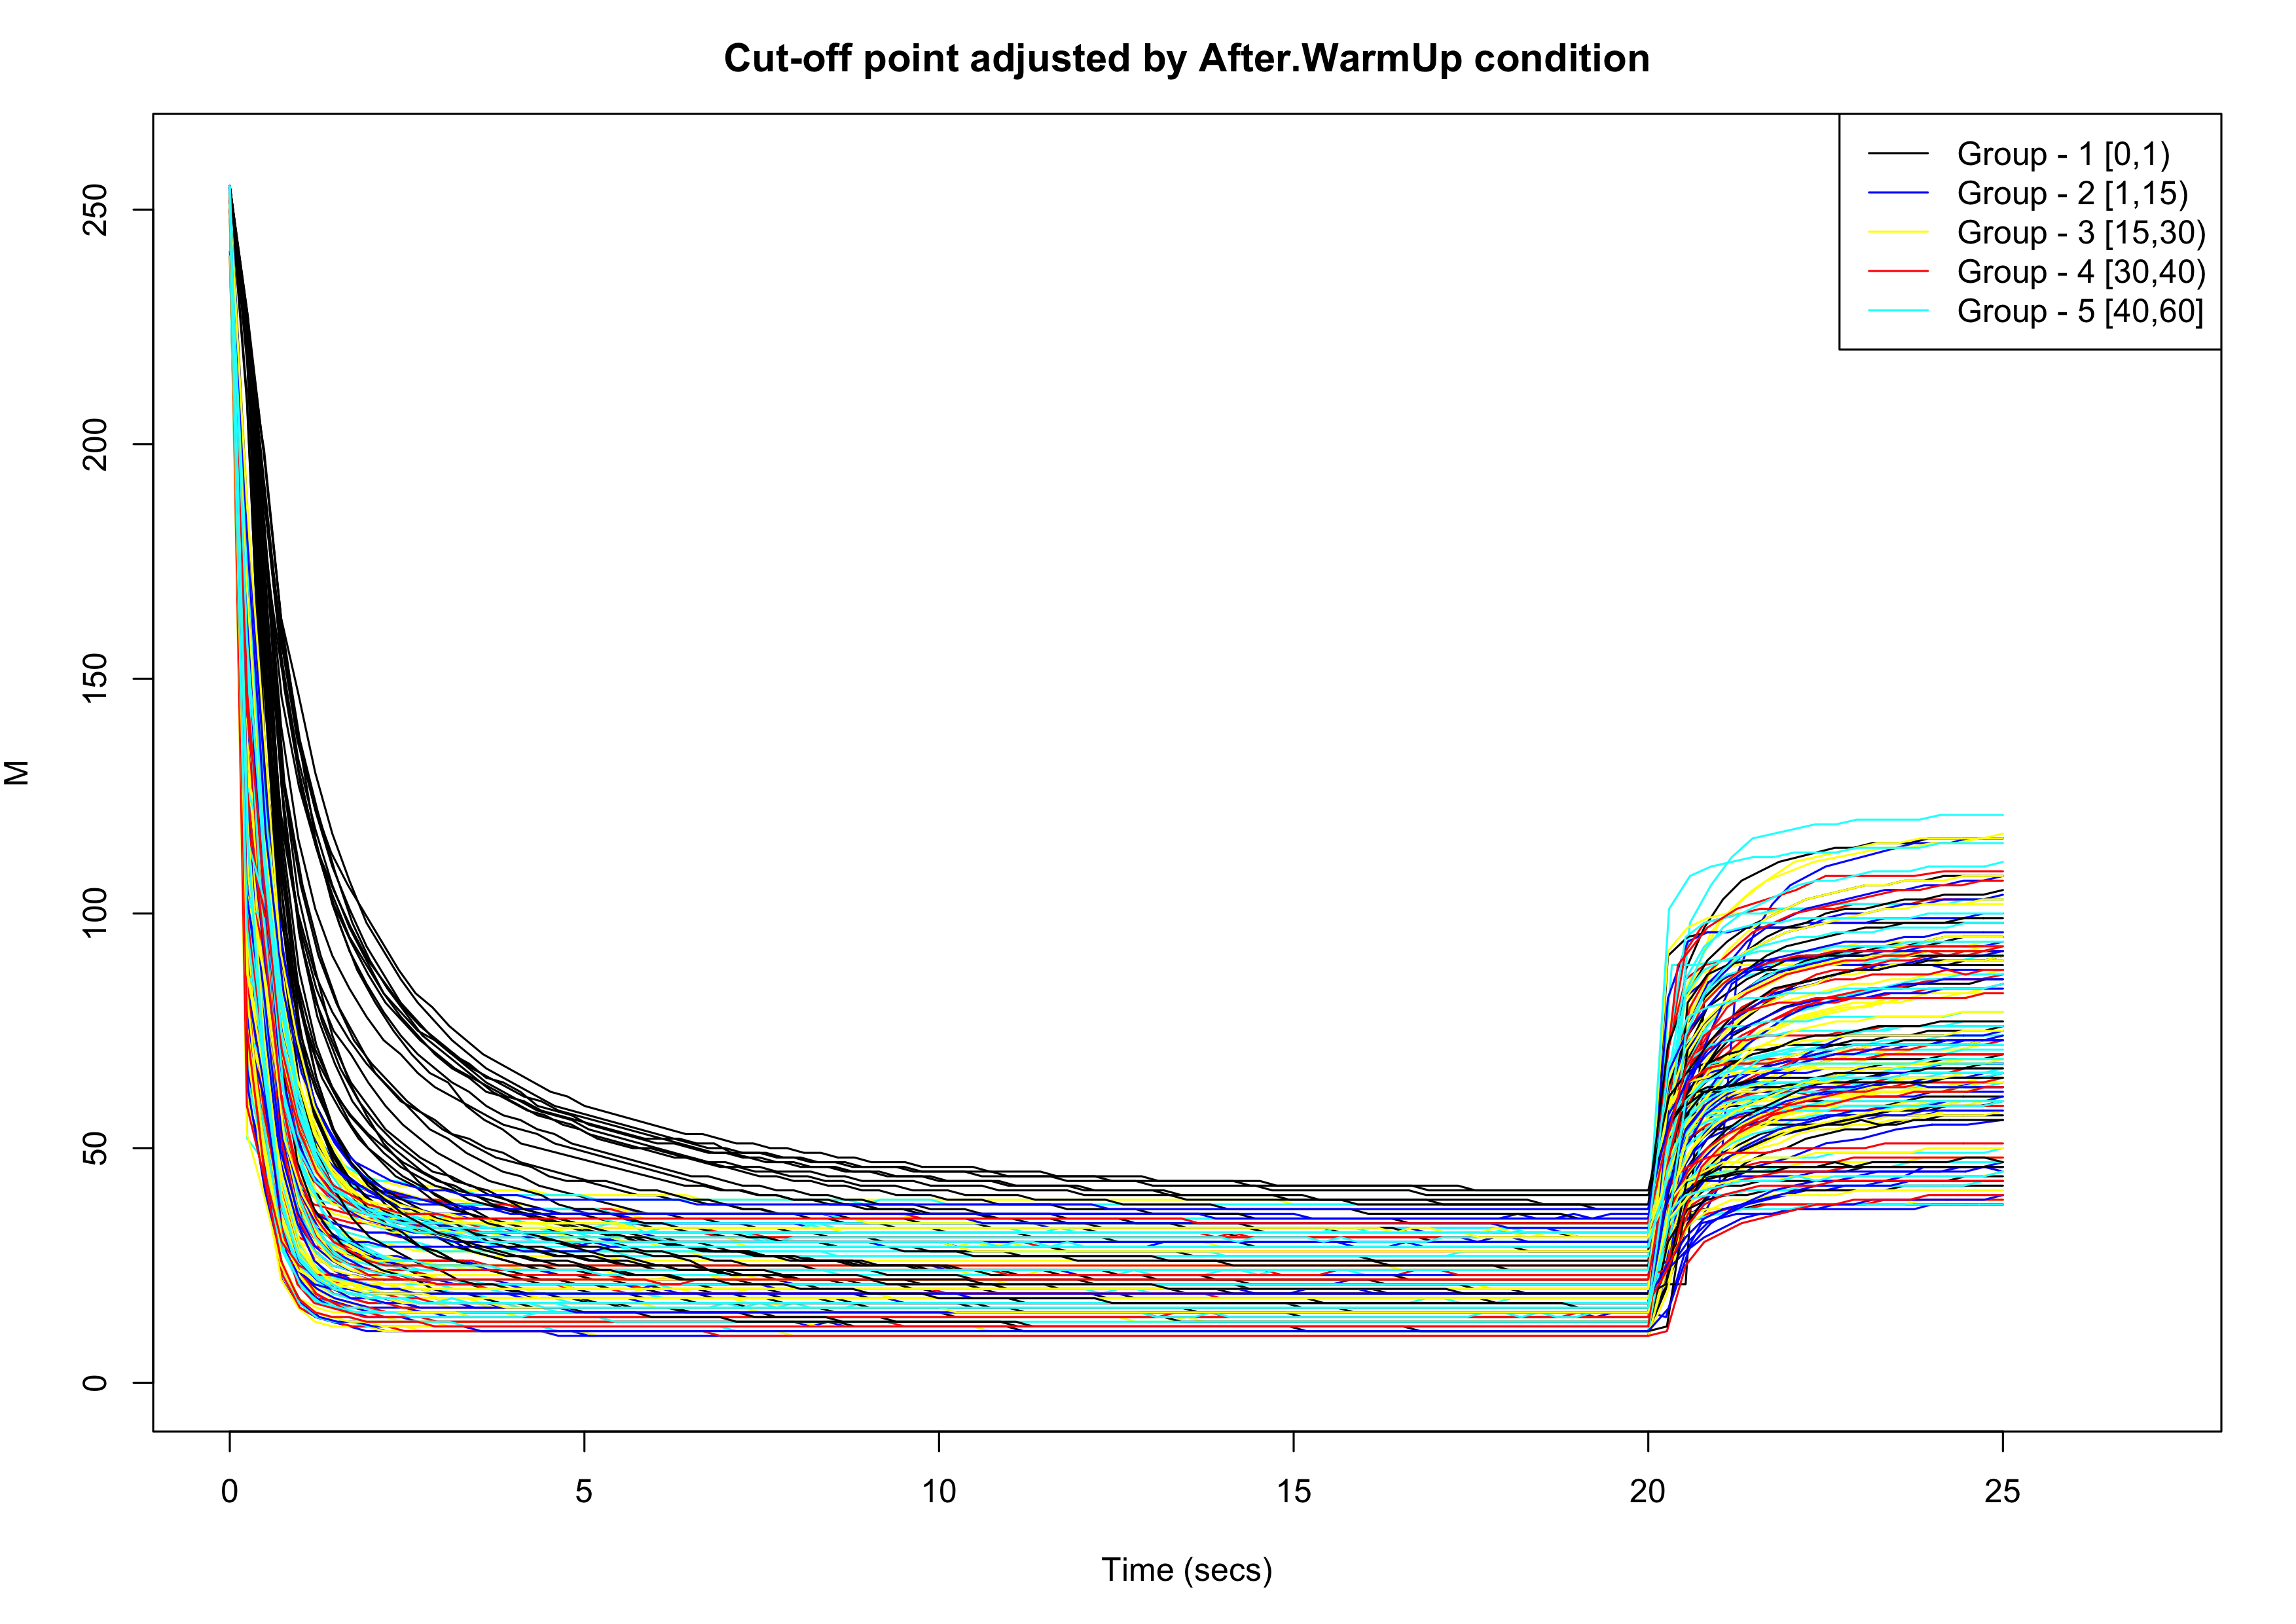 Cut-off point adjusted by After.WarmUp condition
Group - 1 [0,1)
Group - 2 [1,15)
Group - 3 [15,30)
Group - 4 [30,40)
Group - 5 [40,60]
250
200
150
100
50
0
M
0 5 10 15 20 25
Time (secs)